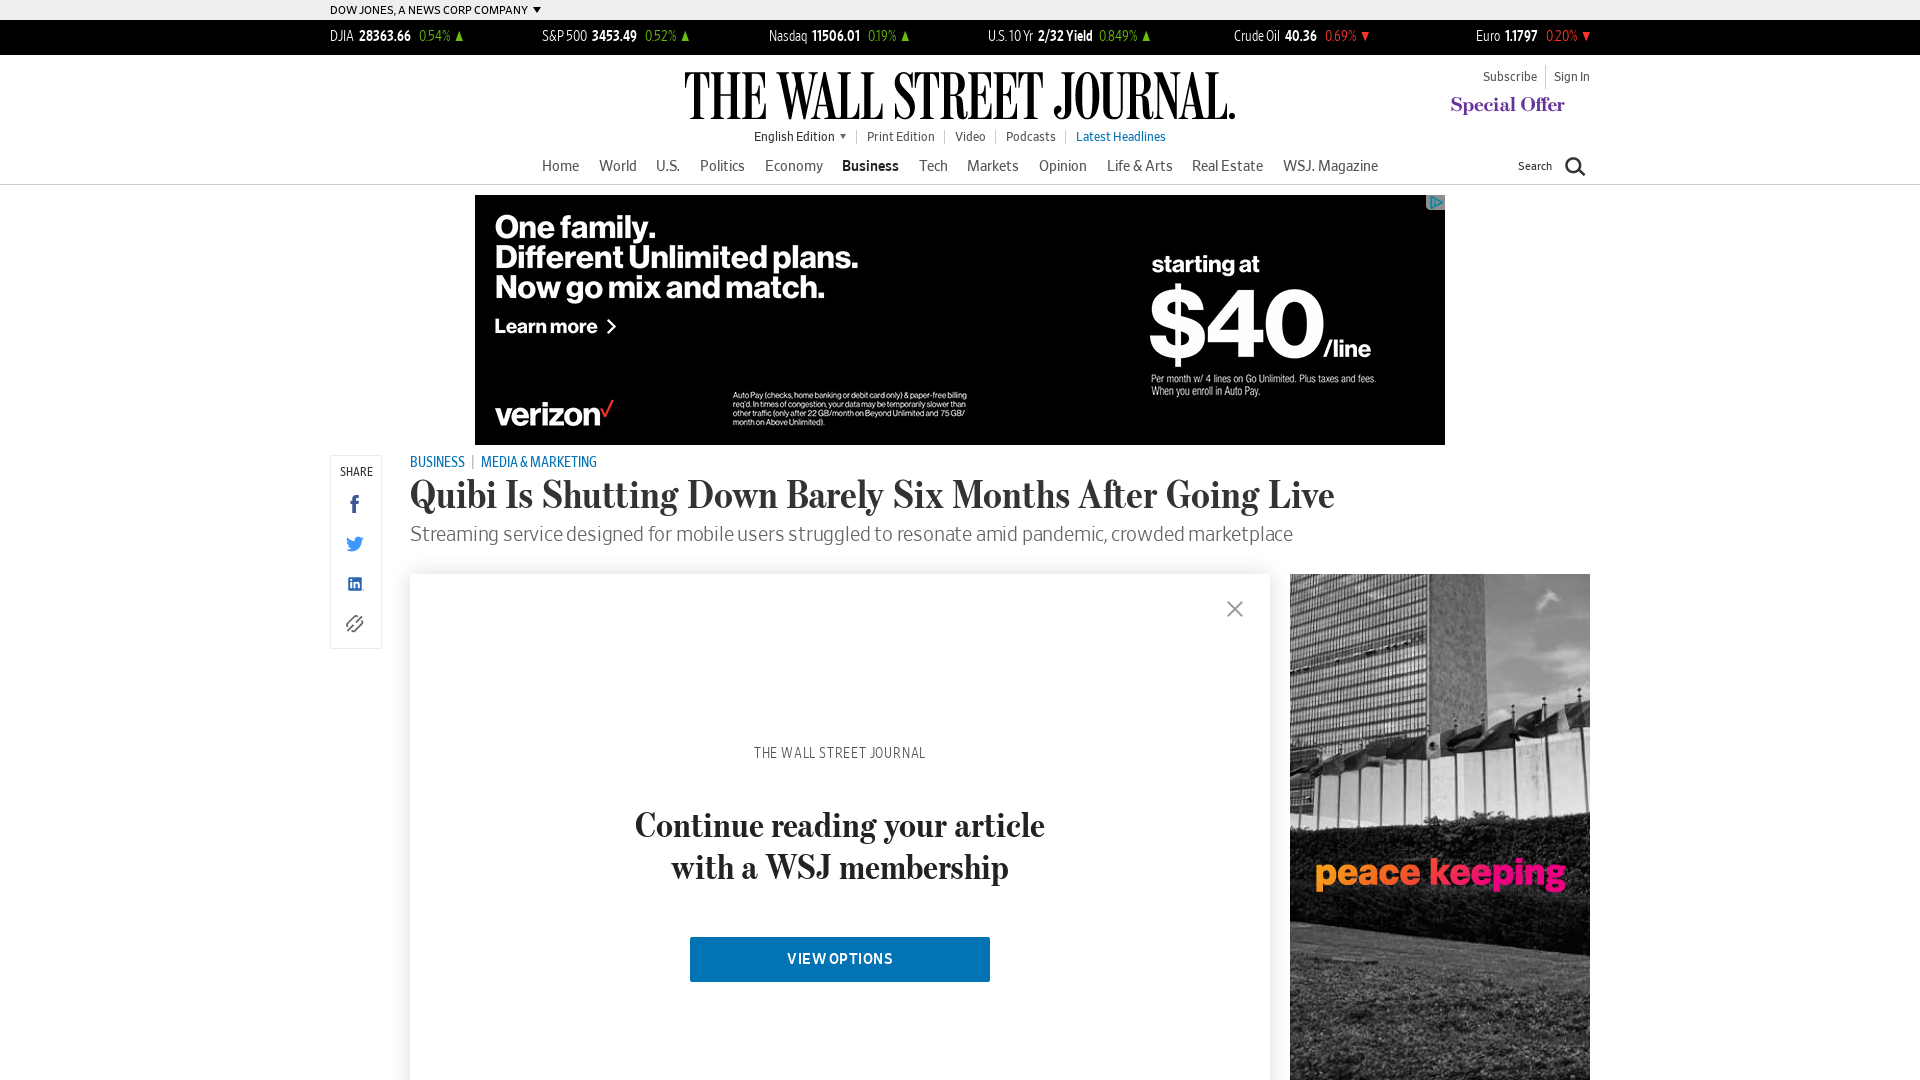 DOW JONES, A NEWS CORP COMPANY
DJIA 28363.66 0.54% S&P 500 3453.49 0.52% Nasdaq 11506.01 0.19% U.S. 10 Yr 2/32 Yield 0.849% Crude Oil 40.36 0.69% Euro 1.1797 0.20%
THE WALL STREET JOURNAL.
Subscribe Sign In
Special Offer
English Edition Print Edition Video Podcasts Latest Headlines
Home World U.S. Politics Economy Business Tech Markets Opinion Life & Arts Real Estate WSJ. Magazine Search
One family.
Different Unlimited plans.
Now go mix and match.
Learn more
starting at
$40/line
Per month w/ 4 lines on Go Unlimited. Plus taxes and fees.
When you enroll in Auto Pay.
verizon
Auto Pay (checks, home banking or debit card only) & paper-free billing
req'd. In times of congestion, your data may be temporarily slower than
other traffic (only after 22 GB/month on Beyond Unlimited and 75 GB/
month on Above Unlimited).
SHARE
BUSINESS | MEDIA & MARKETING
Quibi Is Shutting Down Barely Six Months After Going Live
Streaming service designed for mobile users struggled to resonate amid pandemic, crowded marketplace
THE WALL STREET JOURNAL
Continue reading your article
with a WSJ membership
VIEW OPTIONS
peace keeping